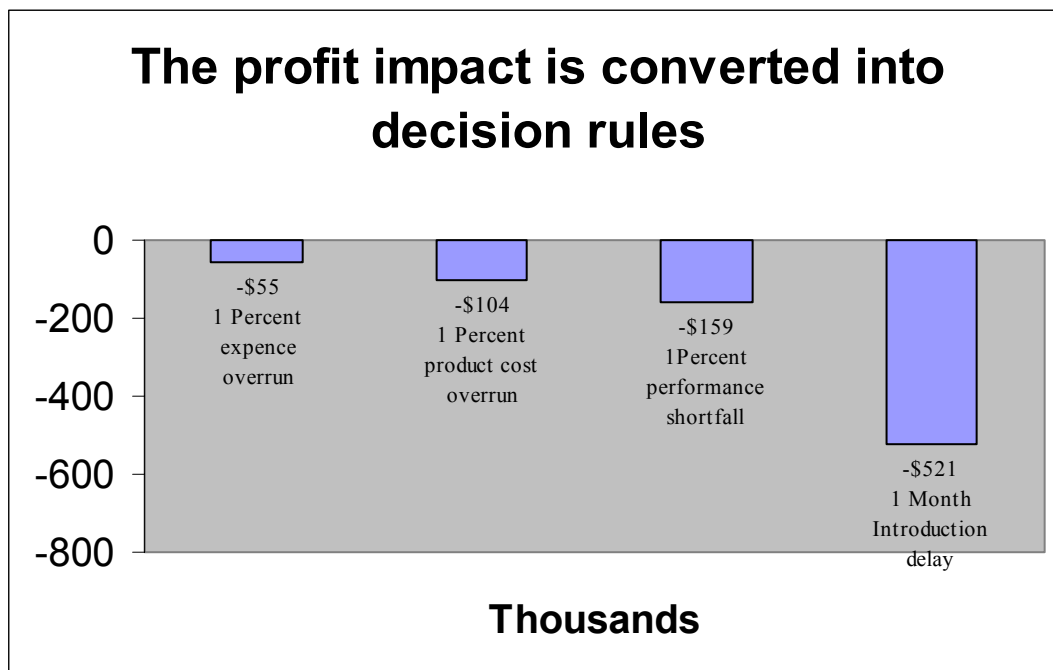 The profit impact is converted into
decision rules
0
-200
-400
-600
-800
-$55
1 Percent
expence
overrun
-$104
1 Percent
product cost
overrun
-$159
1Percent
performance
shortfall
-$521
1 Month
Introduction
delay
Thousands